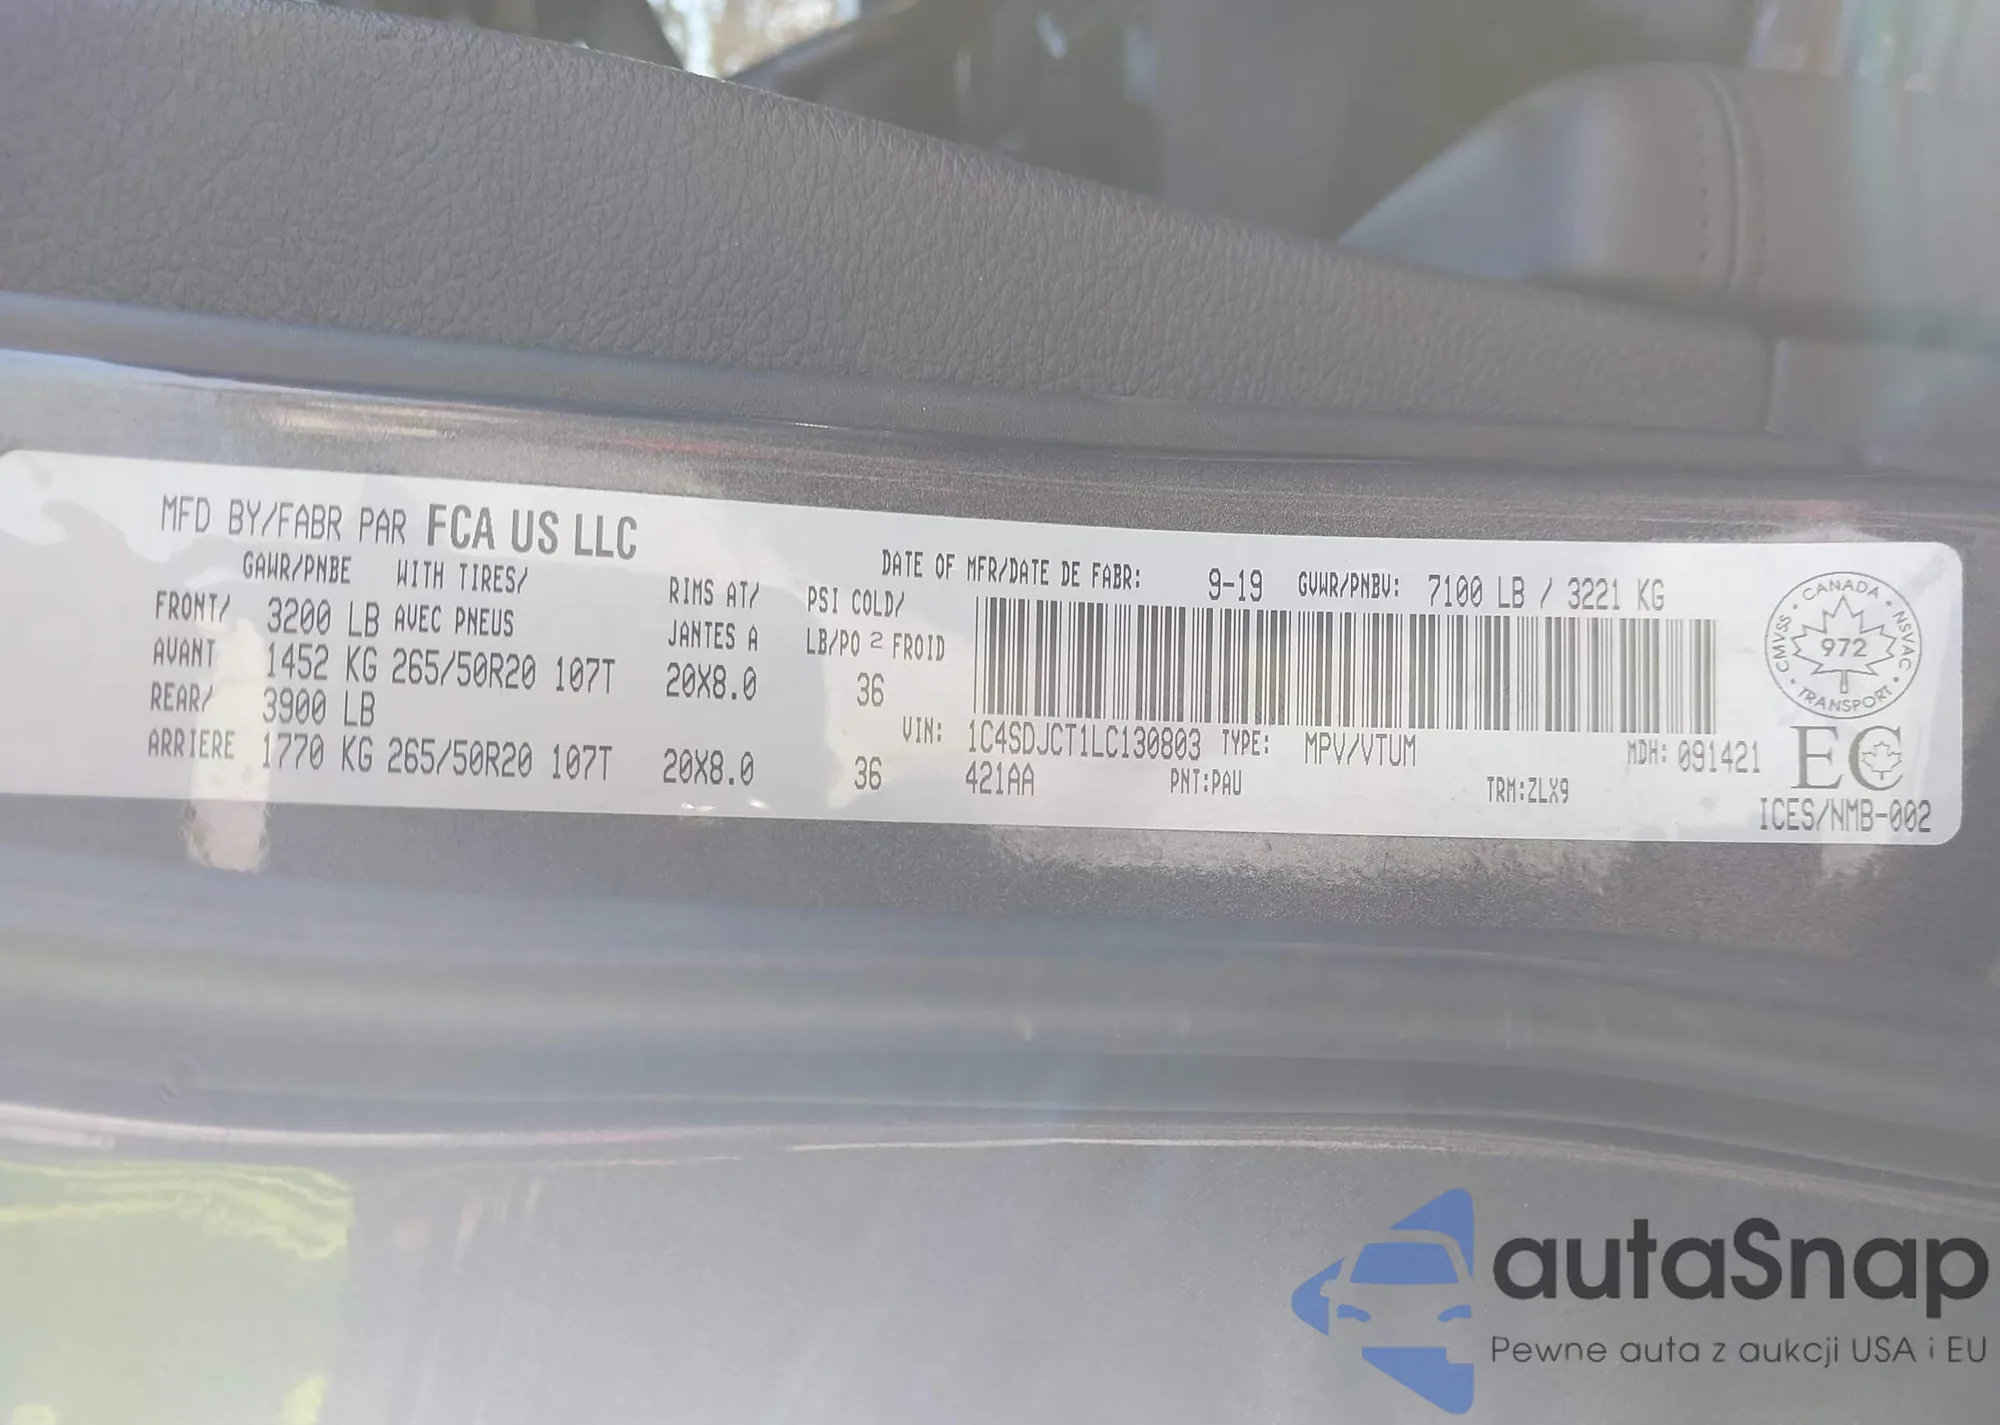 MFD BY/FABR PAR FCA US LLC
GAWR/PNBE WITH TIRES/ RIMS AT/ PSI COLD/
FRONT/ 3200 LB AVEC PNEUS JANTES A LB/PO 2 FROID
AVANT 1452 KG 265/50R20 107T 20X8.0 36
REAR/ 3900 LB
ARRIERE 1770 KG 265/50R20 107T 20X8.0 36
DATE OF MFR/DATE DE FABR: 9-19 GVWR/PNBV: 7100 LB / 3221 KG
VIN: 1C4SDJCT1LC130803 TYPE: MPV/VTUM MDH: 091421
421AA PNT:PAU TRM:ZLX9
CANADA
CMVSS 972 NSVAC
TRANSPORT
EC
ICES/NMB-002
autaSnap
Pewne auta z aukcji USA i EU